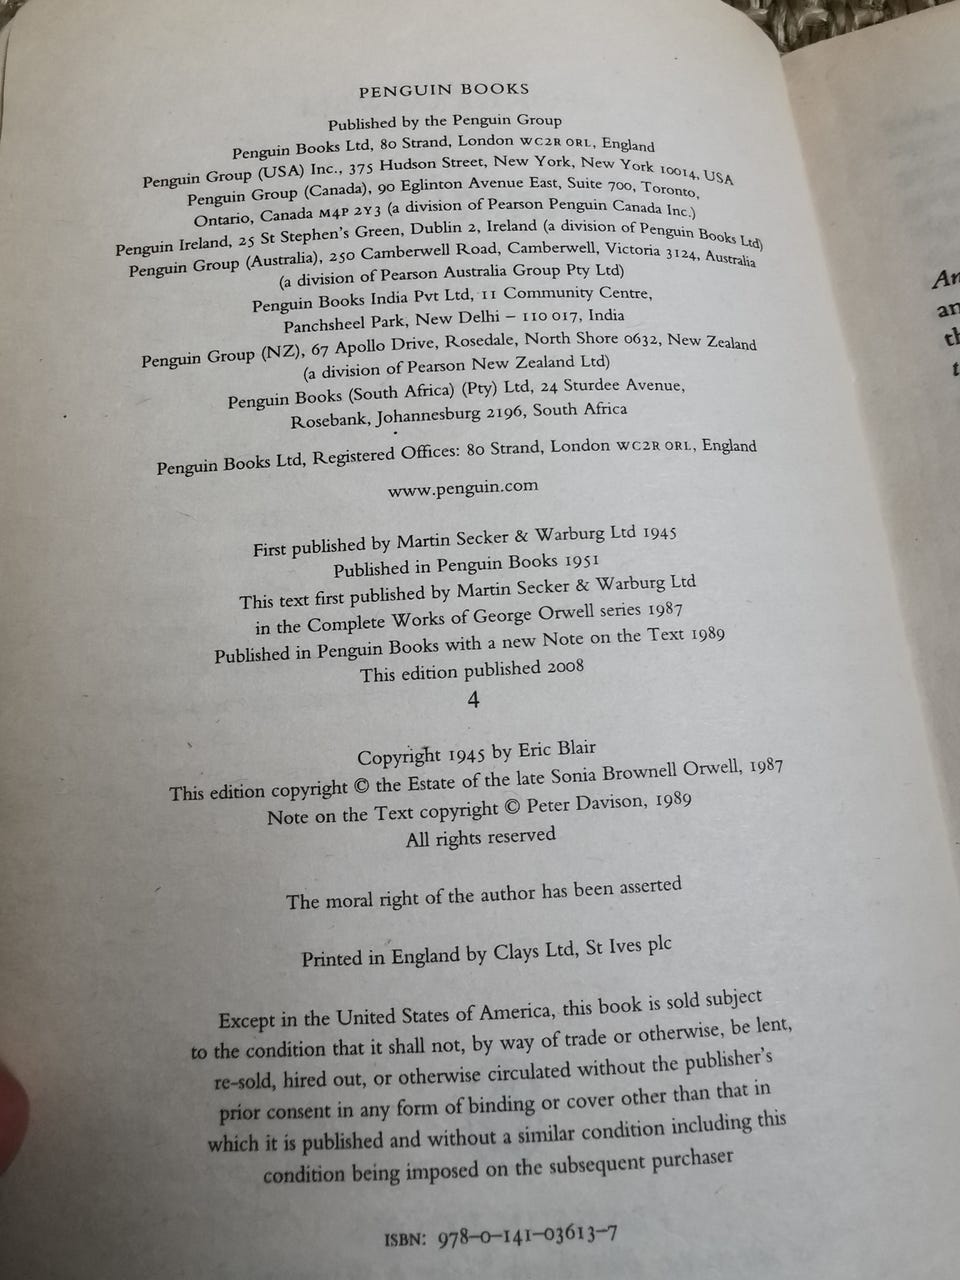 PENGUIN BOOKS
Published by the Penguin Group
Penguin Books Ltd, 80 Strand, London WC2R 0RL, England
Penguin Group (USA) Inc., 375 Hudson Street, New York, New York 10014, USA
Penguin Group (Canada), 90 Eglinton Avenue East, Suite 700, Toronto,
Ontario, Canada M4P 2Y3 (a division of Pearson Penguin Canada Inc.)
Penguin Ireland, 25 St Stephen's Green, Dublin 2, Ireland (a division of Penguin Books Ltd)
Penguin Group (Australia), 250 Camberwell Road, Camberwell, Victoria 3124, Australia
(a division of Pearson Australia Group Pty Ltd)
Penguin Books India Pvt Ltd, 11 Community Centre,
Panchsheel Park, New Delhi – 110 017, India
Penguin Group (NZ), 67 Apollo Drive, Rosedale, North Shore 0632, New Zealand
(a division of Pearson New Zealand Ltd)
Penguin Books (South Africa) (Pty) Ltd, 24 Sturdee Avenue,
Rosebank, Johannesburg 2196, South Africa
Penguin Books Ltd, Registered Offices: 80 Strand, London WC2R 0RL, England
www.penguin.com
First published by Martin Secker & Warburg Ltd 1945
Published in Penguin Books 1951
This text first published by Martin Secker & Warburg Ltd
in the Complete Works of George Orwell series 1987
Published in Penguin Books with a new Note on the Text 1989
This edition published 2008
4
Copyright 1945 by Eric Blair
This edition copyright © the Estate of the late Sonia Brownell Orwell, 1987
Note on the Text copyright © Peter Davison, 1989
All rights reserved
The moral right of the author has been asserted
Printed in England by Clays Ltd, St Ives plc
Except in the United States of America, this book is sold subject
to the condition that it shall not, by way of trade or otherwise, be lent,
re-sold, hired out, or otherwise circulated without the publisher's
prior consent in any form of binding or cover other than that in
which it is published and without a similar condition including this
condition being imposed on the subsequent purchaser
ISBN: 978-0-141-03613-7